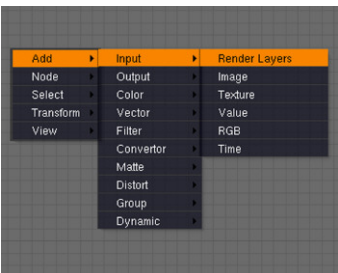 Add
Node
Select
Transform
View
Input
Output
Color
Vector
Filter
Convertor
Matte
Distort
Group
Dynamic
Render Layers
Image
Texture
Value
RGB
Time